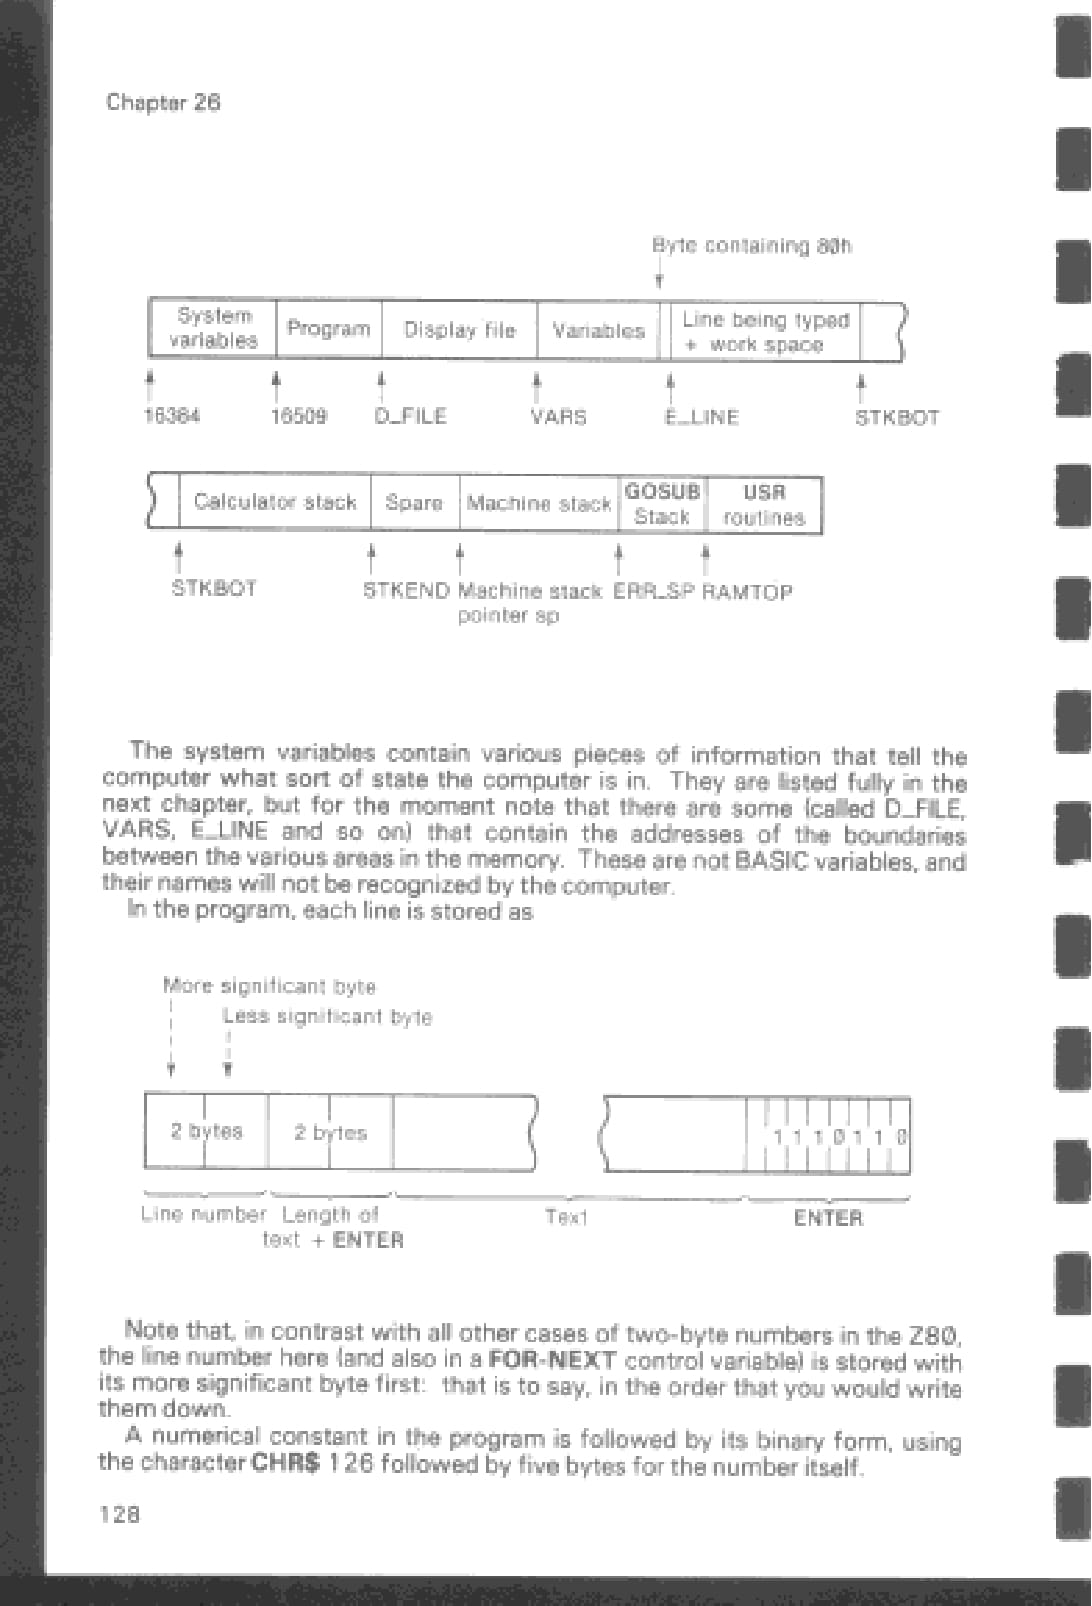 Chapter 26
Byte containing 80h
System variables
Program
Display file
Variables
Line being typed + work space
16384
16509
D_FILE
VARS
E_LINE
STKBOT
Calculator stack
Spare
Machine stack
GOSUB Stack
USR routines
STKBOT
STKEND
Machine stack pointer sp
ERR_SP
RAMTOP
The system variables contain various pieces of information that tell the
computer what sort of state the computer is in. They are listed fully in the
next chapter, but for the moment note that there are some (called D_FILE,
VARS, E_LINE and so on) that contain the addresses of the boundaries
between the various areas in the memory. These are not BASIC variables, and
their names will not be recognized by the computer.
In the program, each line is stored as
More significant byte
Less significant byte
2 bytes
2 bytes
1 1 1 0 1 1 0
Line number
Length of text + ENTER
Text
ENTER
Note that, in contrast with all other cases of two-byte numbers in the Z80,
the line number here (and also in a FOR-NEXT control variable) is stored with
its more significant byte first: that is to say, in the order that you would write
them down.
A numerical constant in the program is followed by its binary form, using
the character CHR$ 126 followed by five bytes for the number itself.
128